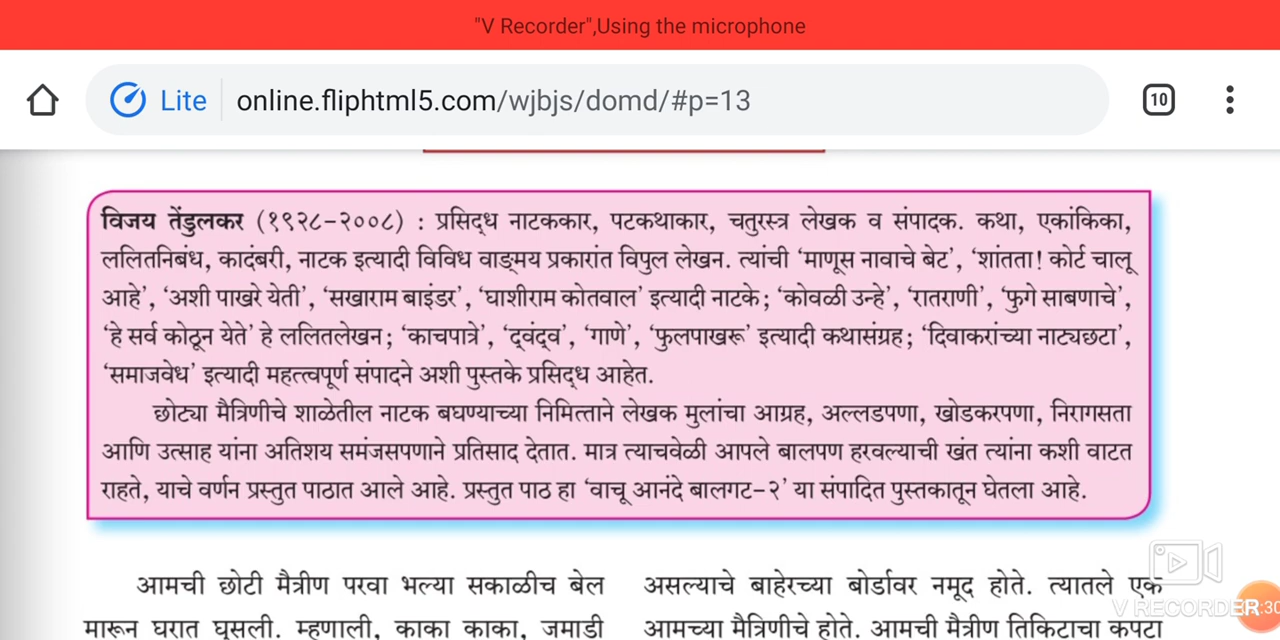 "V Recorder",Using the microphone
Lite online.fliphtml5.com/wjbjs/domd/#p=13 10
विजय तेंडुलकर (१९२८-२००८) : प्रसिद्ध नाटककार, पटकथाकार, चतुरस्त्र लेखक व संपादक. कथा, एकांकिका,
ललितनिबंध, कादंबरी, नाटक इत्यादी विविध वाङ्मय प्रकारांत विपुल लेखन. त्यांची ‘माणूस नावाचे बेट’, ‘शांतता! कोर्ट चालू
आहे’, ‘अशी पाखरे येती’, ‘सखाराम बाइंडर’, ‘घाशीराम कोतवाल’ इत्यादी नाटके; ‘कोवळी उन्हे’, ‘रातराणी’, ‘फुगे साबणाचे’,
‘हे सर्व कोठून येते’ हे ललितलेखन; ‘काचपात्रे’, ‘द्वंद्व’, ‘गाणे’, ‘फुलपाखरू’ इत्यादी कथासंग्रह; ‘दिवाकरांच्या नाट्यछटा’,
‘समाजवेध’ इत्यादी महत्त्वपूर्ण संपादने अशी पुस्तके प्रसिद्ध आहेत.
छोट्या मैत्रिणीचे शाळेतील नाटक बघण्याच्या निमित्ताने लेखक मुलांचा आग्रह, अल्लडपणा, खोडकरपणा, निरागसता
आणि उत्साह यांना अतिशय समंजसपणाने प्रतिसाद देतात. मात्र त्याचवेळी आपले बालपण हरवल्याची खंत त्यांना कशी वाटत
राहते, याचे वर्णन प्रस्तुत पाठात आले आहे. प्रस्तुत पाठ हा ‘वाचू आनंदे बालगट-२’ या संपादित पुस्तकातून घेतला आहे.
आमची छोटी मैत्रीण परवा भल्या सकाळीच बेल
मारून घरात घुसली. म्हणाली, काका काका, जमाडी
असल्याचे बाहेरच्या बोर्डावर नमूद होते. त्यातले एक
आमच्या मैत्रिणीचे होते. आमची मैत्रीण तिकिटाचा कपटा
V RECORDER
:30